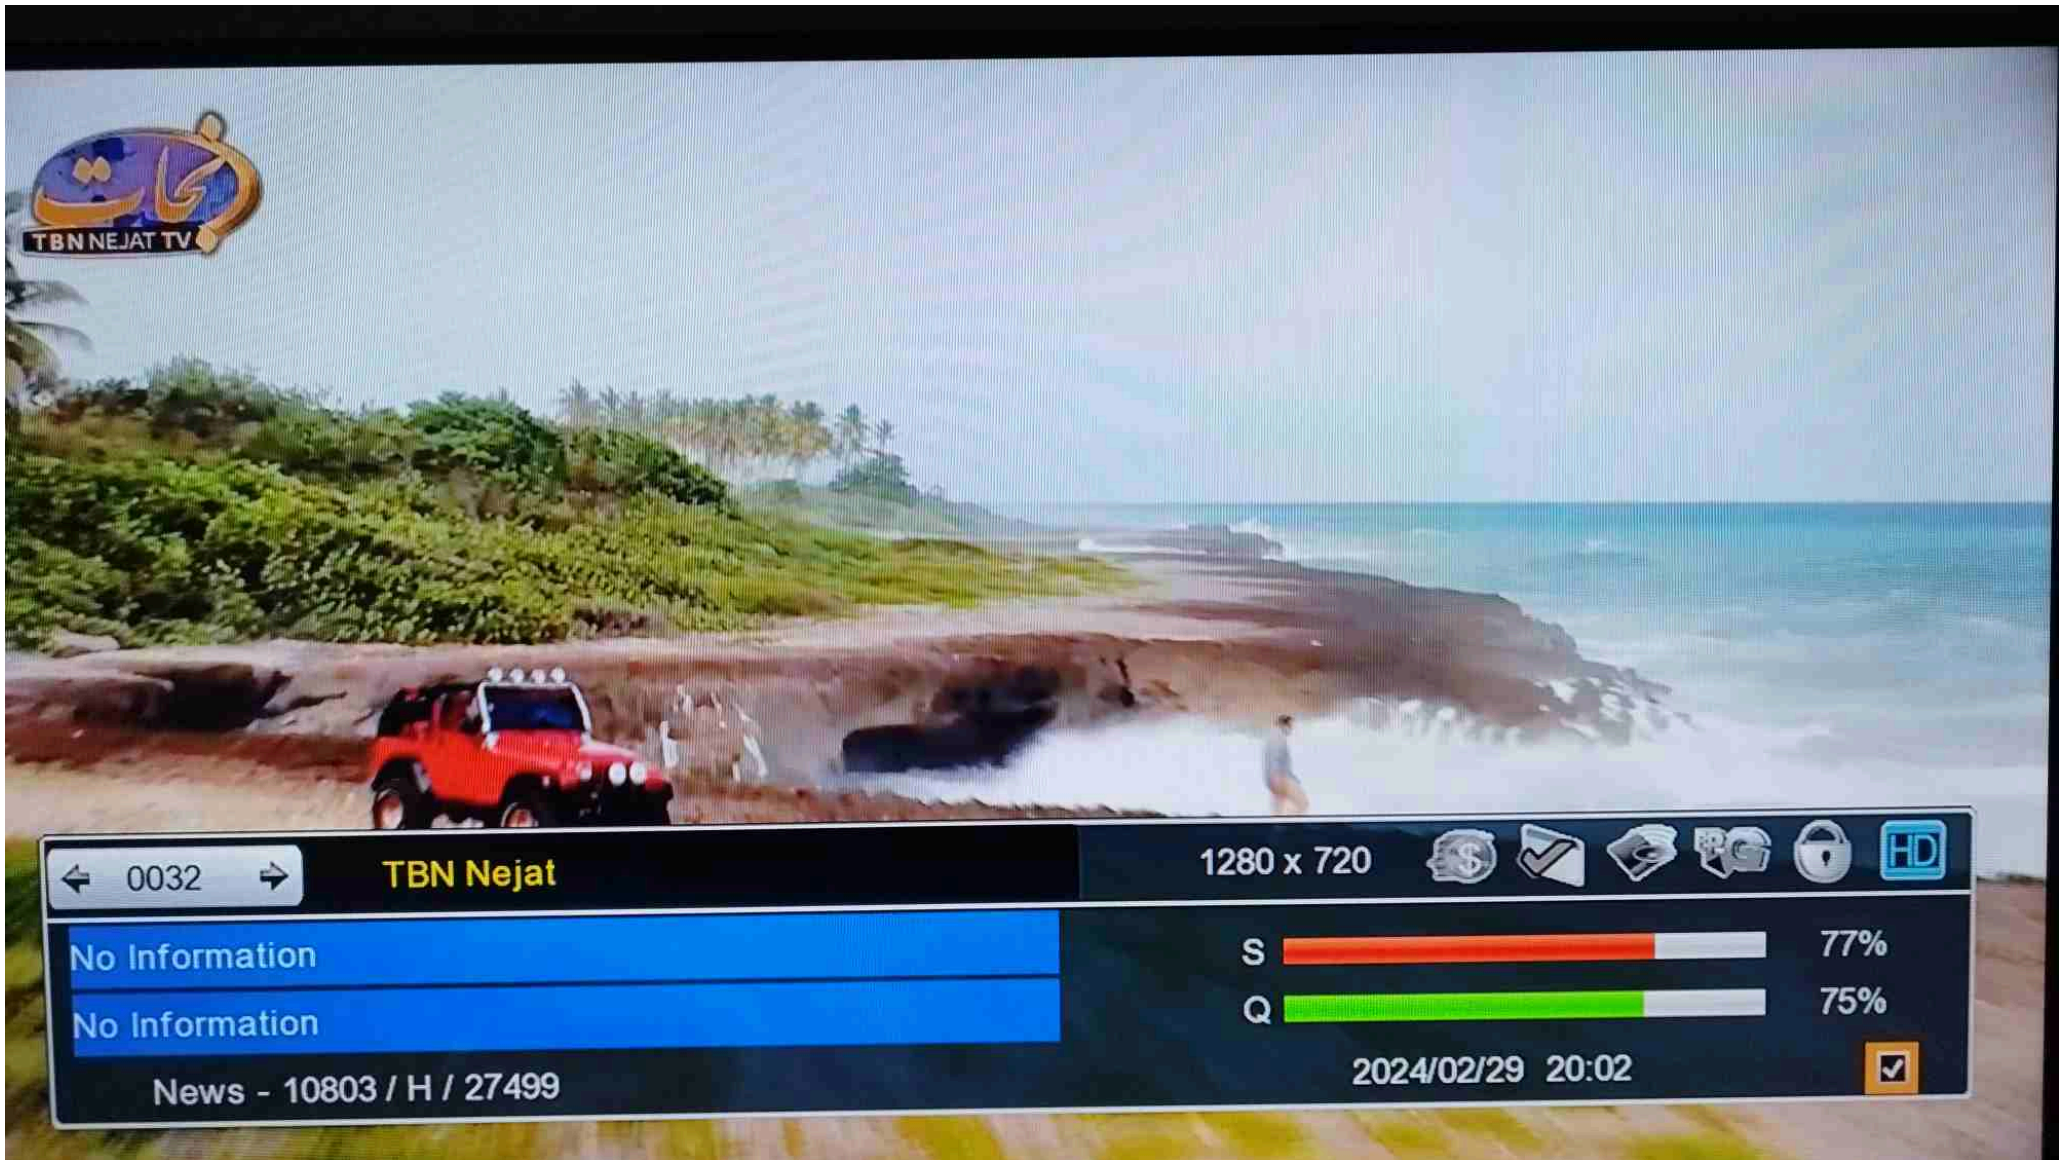 نجات
TBN NEJAT TV
0032
TBN Nejat
1280 x 720
$
HD
No Information
No Information
S
77%
Q
75%
News - 10803 / H / 27499
2024/02/29 20:02